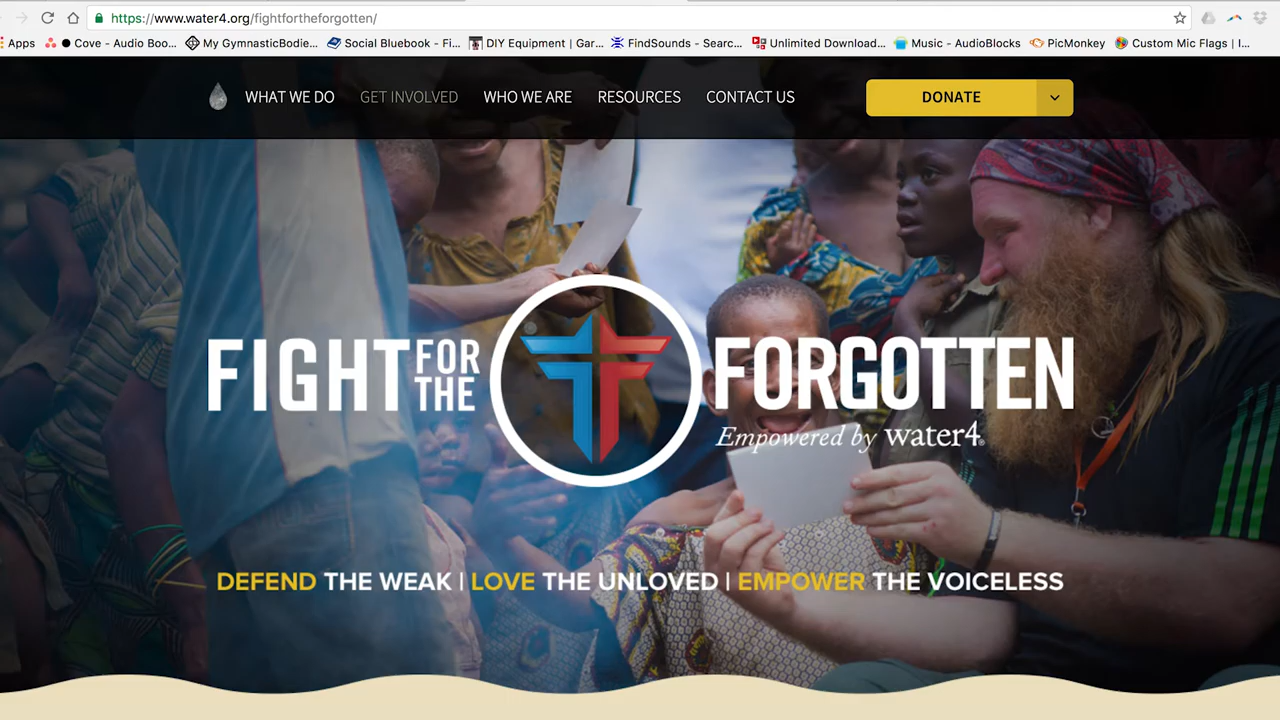 https://www.water4.org/fightfortheforgotten/
Apps Cove - Audio Boo... My GymnasticBodie... Social Bluebook - Fi... DIY Equipment | Gar... FindSounds - Searc... Unlimited Download... Music - AudioBlocks PicMonkey Custom Mic Flags | I...
WHAT WE DO GET INVOLVED WHO WE ARE RESOURCES CONTACT US DONATE
FIGHT FOR THE FORGOTTEN
Empowered by water4®
DEFEND THE WEAK | LOVE THE UNLOVED | EMPOWER THE VOICELESS